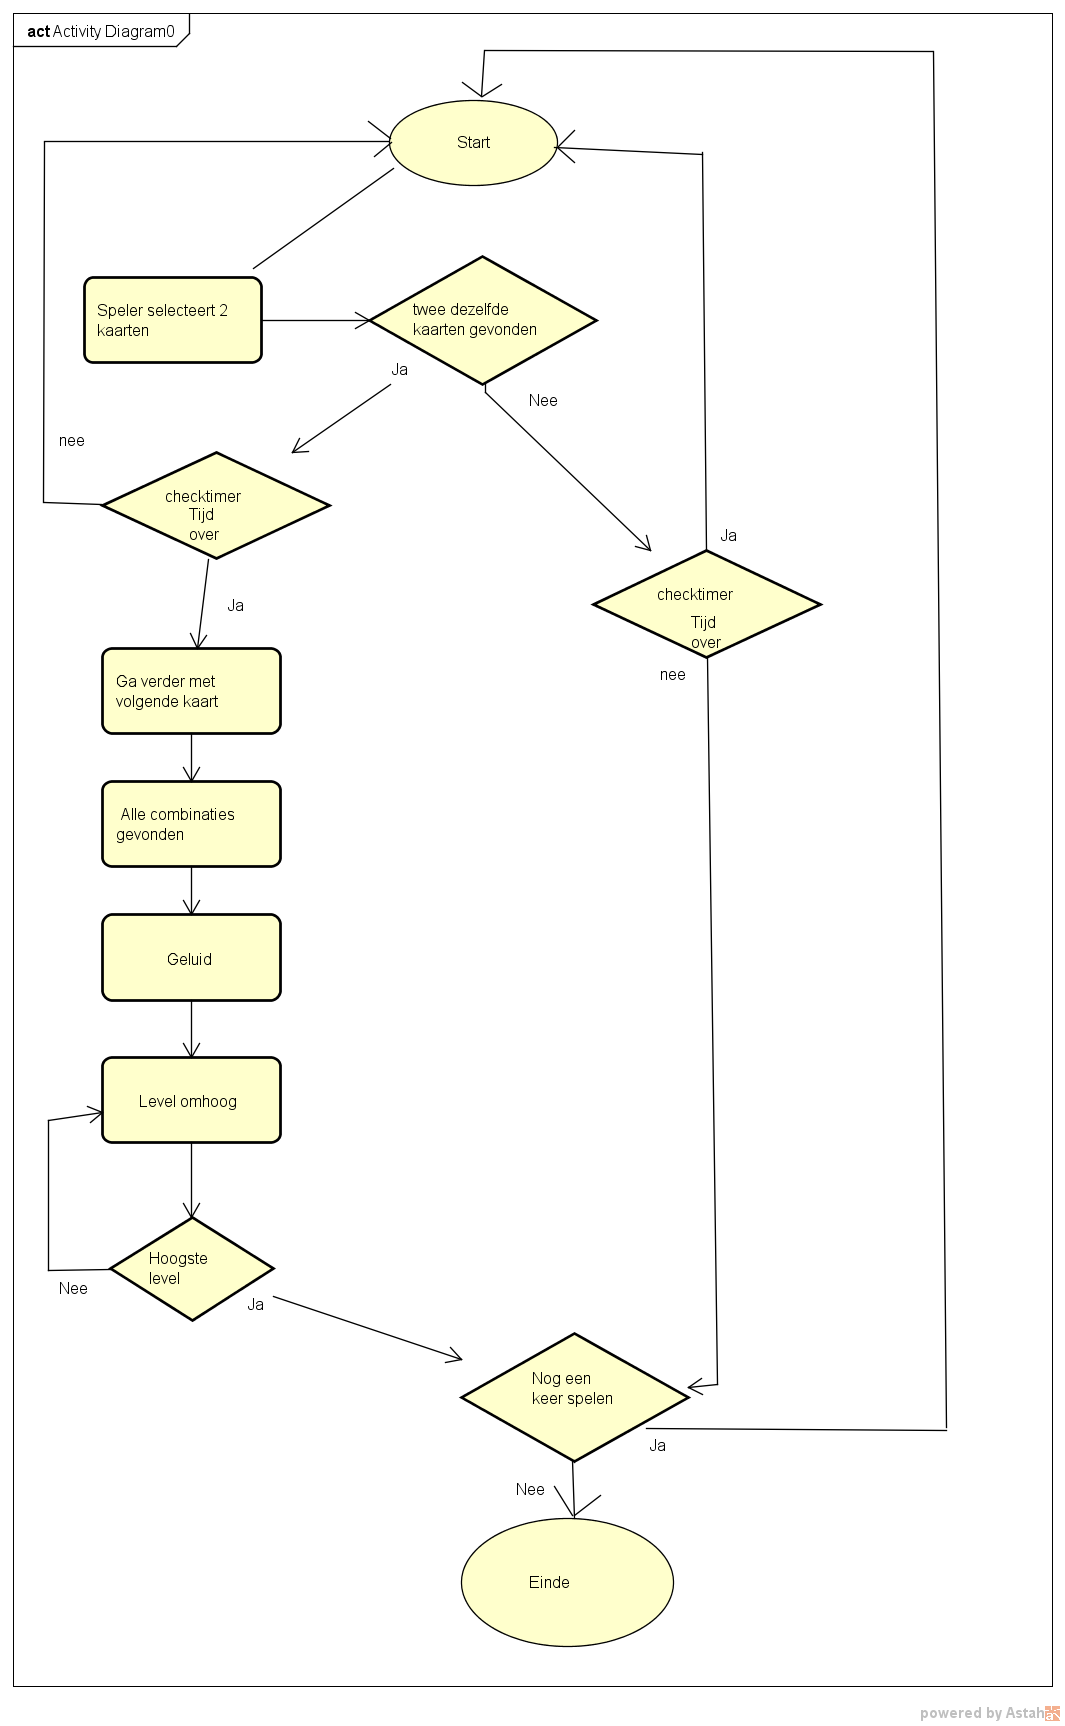 act Activity Diagram0
Start
Speler selecteert 2
kaarten
twee dezelfde
kaarten gevonden
Ja
Nee
nee
checktimer
Tijd
over
Ja
Ja
checktimer
Tijd
over
nee
Ga verder met
volgende kaart
Alle combinaties
gevonden
Geluid
Level omhoog
Hoogste
level
Nee
Ja
Nog een
keer spelen
Ja
Nee
Einde
powered by Astah